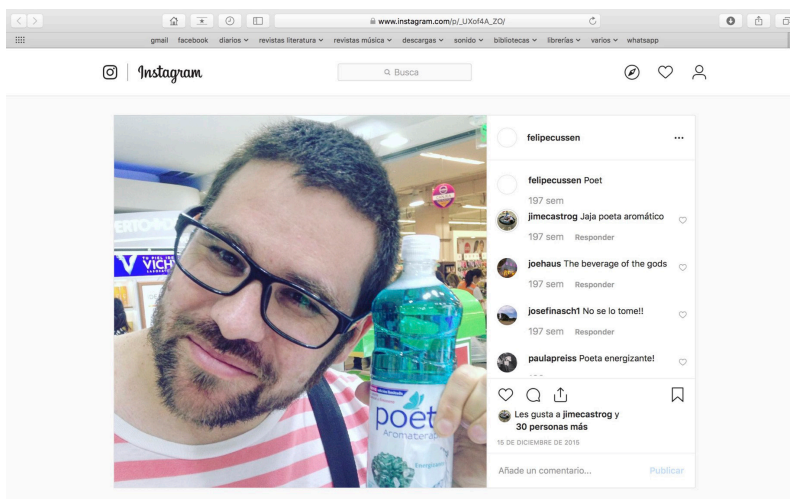 www.instagram.com/p/_UXof4A_ZO/
gmail facebook diarios revistas literatura revistas música descargas sonido bibliotecas librerías varios whatsapp
Instagram
Busca
felipecussen
felipecussen Poet
197 sem
jimecastrog Jaja poeta aromático
197 sem Responder
joehaus The beverage of the gods
197 sem Responder
josefinasch1 No se lo tome!!
197 sem Responder
paulapreiss Poeta energizante!
Les gusta a jimecastrog y
30 personas más
15 DE DICIEMBRE DE 2015
Añade un comentario... Publicar
TU PIEL
VICH
poet
Aromaterap